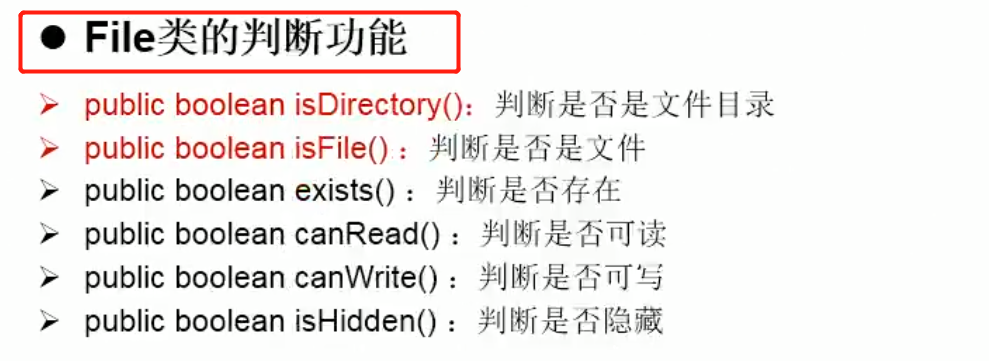 ● File类的判断功能
➢ public boolean isDirectory()：判断是否是文件目录
➢ public boolean isFile() ：判断是否是文件
➢ public boolean exists() ：判断是否存在
➢ public boolean canRead() ：判断是否可读
➢ public boolean canWrite() ：判断是否可写
➢ public boolean isHidden() ：判断是否隐藏